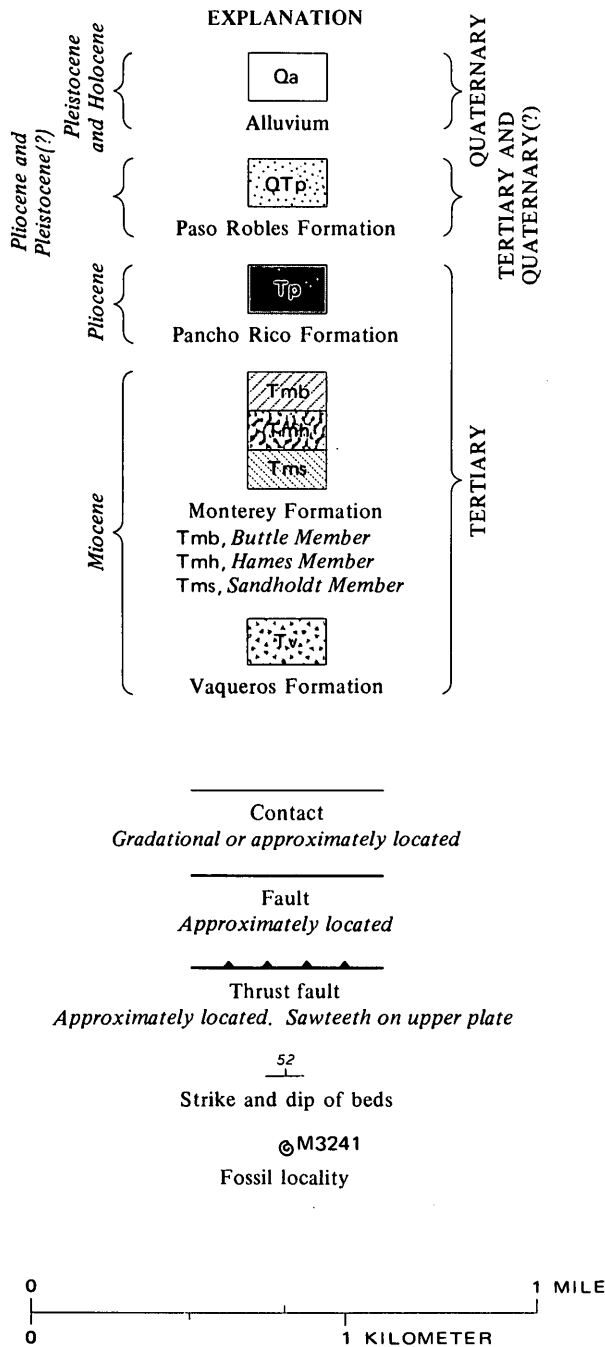 EXPLANATION
Pleistocene
and Holocene
Qa
Alluvium
QUATERNARY
Pliocene and
Pleistocene(?)
QTp
Paso Robles Formation
TERTIARY AND
QUATERNARY(?)
Pliocene
Tp
Pancho Rico Formation
Miocene
Tmb
Tmh
Tms
Monterey Formation
Tmb, Buttle Member
Tmh, Hames Member
Tms, Sandholdt Member
TERTIARY
Tv
Vaqueros Formation
Contact
Gradational or approximately located
Fault
Approximately located
Thrust fault
Approximately located. Sawteeth on upper plate
52
Strike and dip of beds
M3241
Fossil locality
0 1 MILE
0 1 KILOMETER